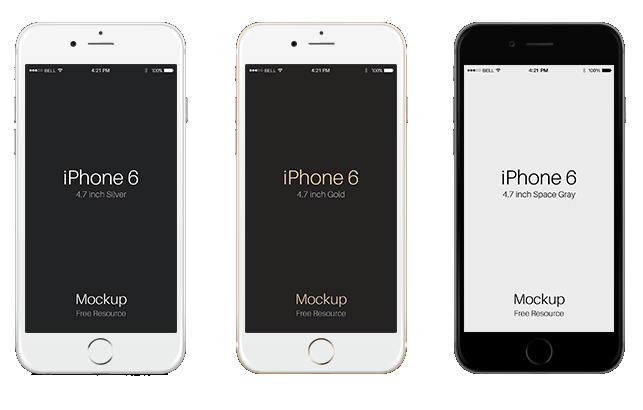 ●●●○○ BELL 4:21 PM 100%
iPhone 6
4.7 inch Silver
Mockup
Free Resource
●●●○○ BELL 4:21 PM 100%
iPhone 6
4.7 inch Gold
Mockup
Free Resource
●●●○○ BELL 4:21 PM 100%
iPhone 6
4.7 inch Space Gray
Mockup
Free Resource